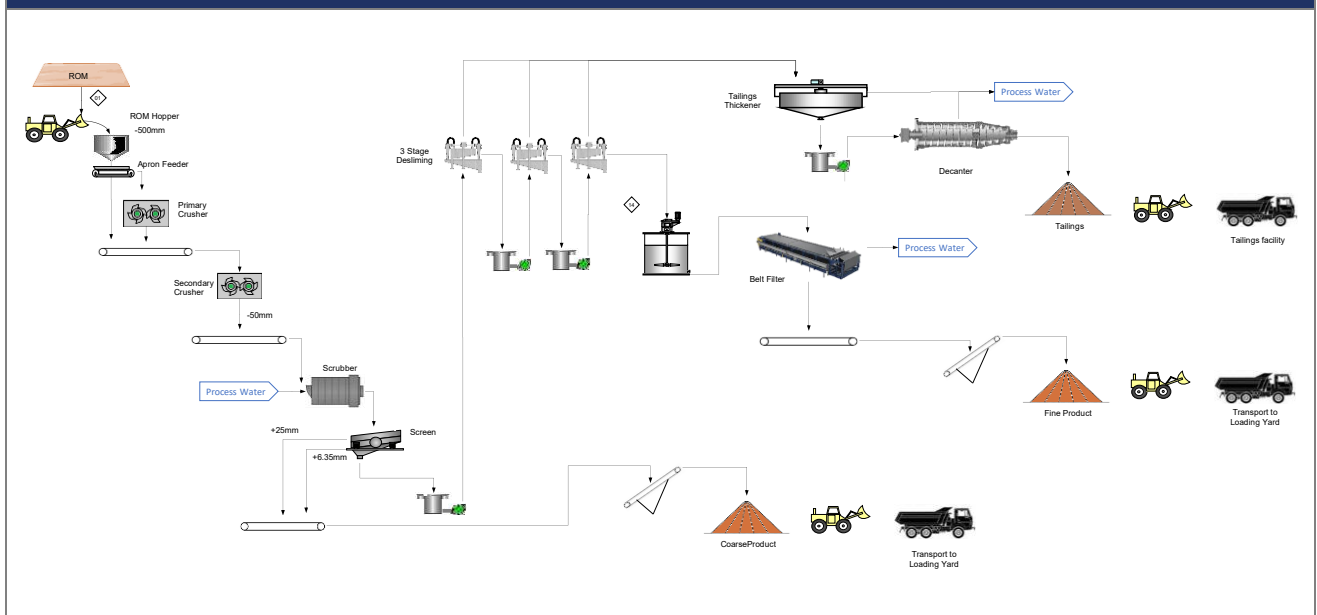 ROM
01
ROM Hopper
-500mm
Apron Feeder
Primary
Crusher
Secondary
Crusher
-50mm
Scrubber
Process Water
Screen
+25mm
+6.35mm
3 Stage
Desliming
14
Tailings
Thickener
Process Water
Decanter
Tailings
Tailings facility
Belt Filter
Process Water
Fine Product
Transport to
Loading Yard
CoarseProduct
Transport to
Loading Yard